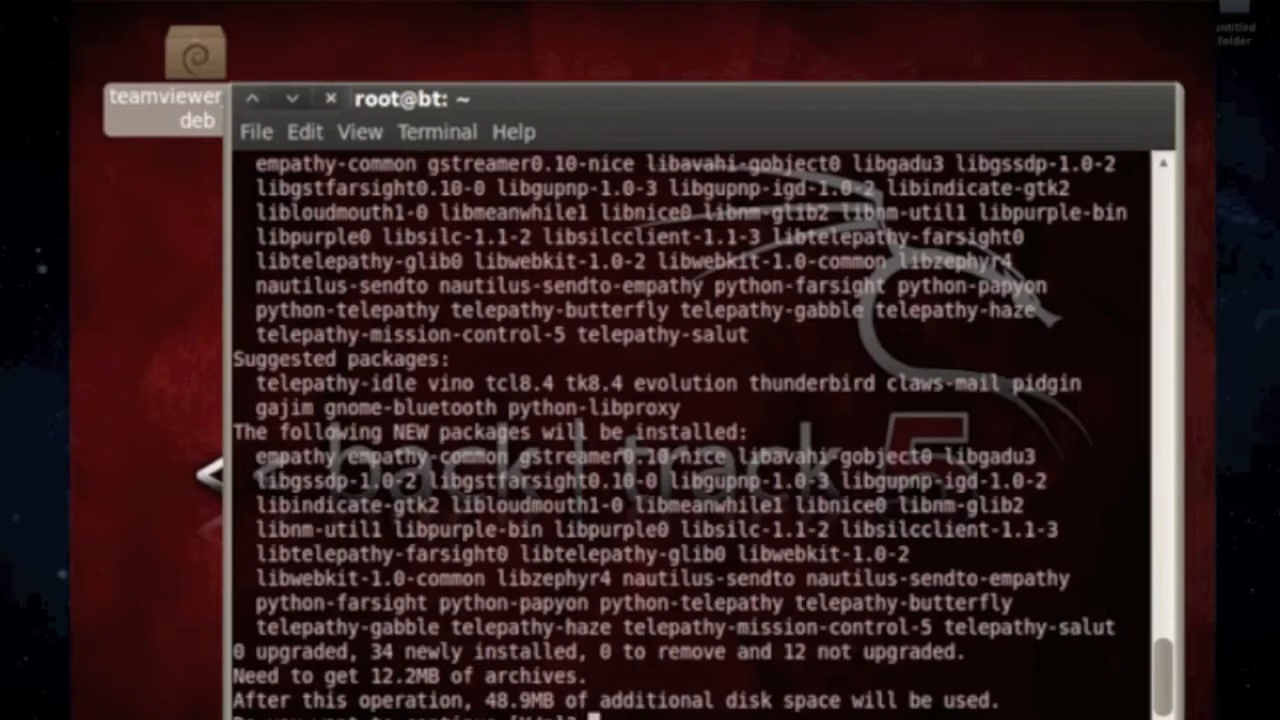 untitled
folder
teamviewer
deb
root@bt: ~
File Edit View Terminal Help
empathy-common gstreamer0.10-nice libavahi-gobject0 libgadu3 libgssdp-1.0-2
libgstfarsight0.10-0 libgupnp-1.0-3 libgupnp-igd-1.0-2 libindicate-gtk2
libloudmouth1-0 libmeanwhile1 libnice0 libnm-glib2 libnm-util1 libpurple-bin
libpurple0 libsilc-1.1-2 libsilcclient-1.1-3 libtelepathy-farsight0
libtelepathy-glib0 libwebkit-1.0-2 libwebkit-1.0-common libzephyr4
nautilus-sendto nautilus-sendto-empathy python-farsight python-papyon
python-telepathy telepathy-butterfly telepathy-gabble telepathy-haze
telepathy-mission-control-5 telepathy-salut
Suggested packages:
telepathy-idle vino tcl8.4 tk8.4 evolution thunderbird claws-mail pidgin
gajim gnome-bluetooth python-libproxy
The following NEW packages will be installed:
empathy empathy-common gstreamer0.10-nice libavahi-gobject0 libgadu3
libgssdp-1.0-2 libgstfarsight0.10-0 libgupnp-1.0-3 libgupnp-igd-1.0-2
libindicate-gtk2 libloudmouth1-0 libmeanwhile1 libnice0 libnm-glib2
libnm-util1 libpurple-bin libpurple0 libsilc-1.1-2 libsilcclient-1.1-3
libtelepathy-farsight0 libtelepathy-glib0 libwebkit-1.0-2
libwebkit-1.0-common libzephyr4 nautilus-sendto nautilus-sendto-empathy
python-farsight python-papyon python-telepathy telepathy-butterfly
telepathy-gabble telepathy-haze telepathy-mission-control-5 telepathy-salut
0 upgraded, 34 newly installed, 0 to remove and 12 not upgraded.
Need to get 12.2MB of archives.
After this operation, 48.9MB of additional disk space will be used.
<< back | track 5